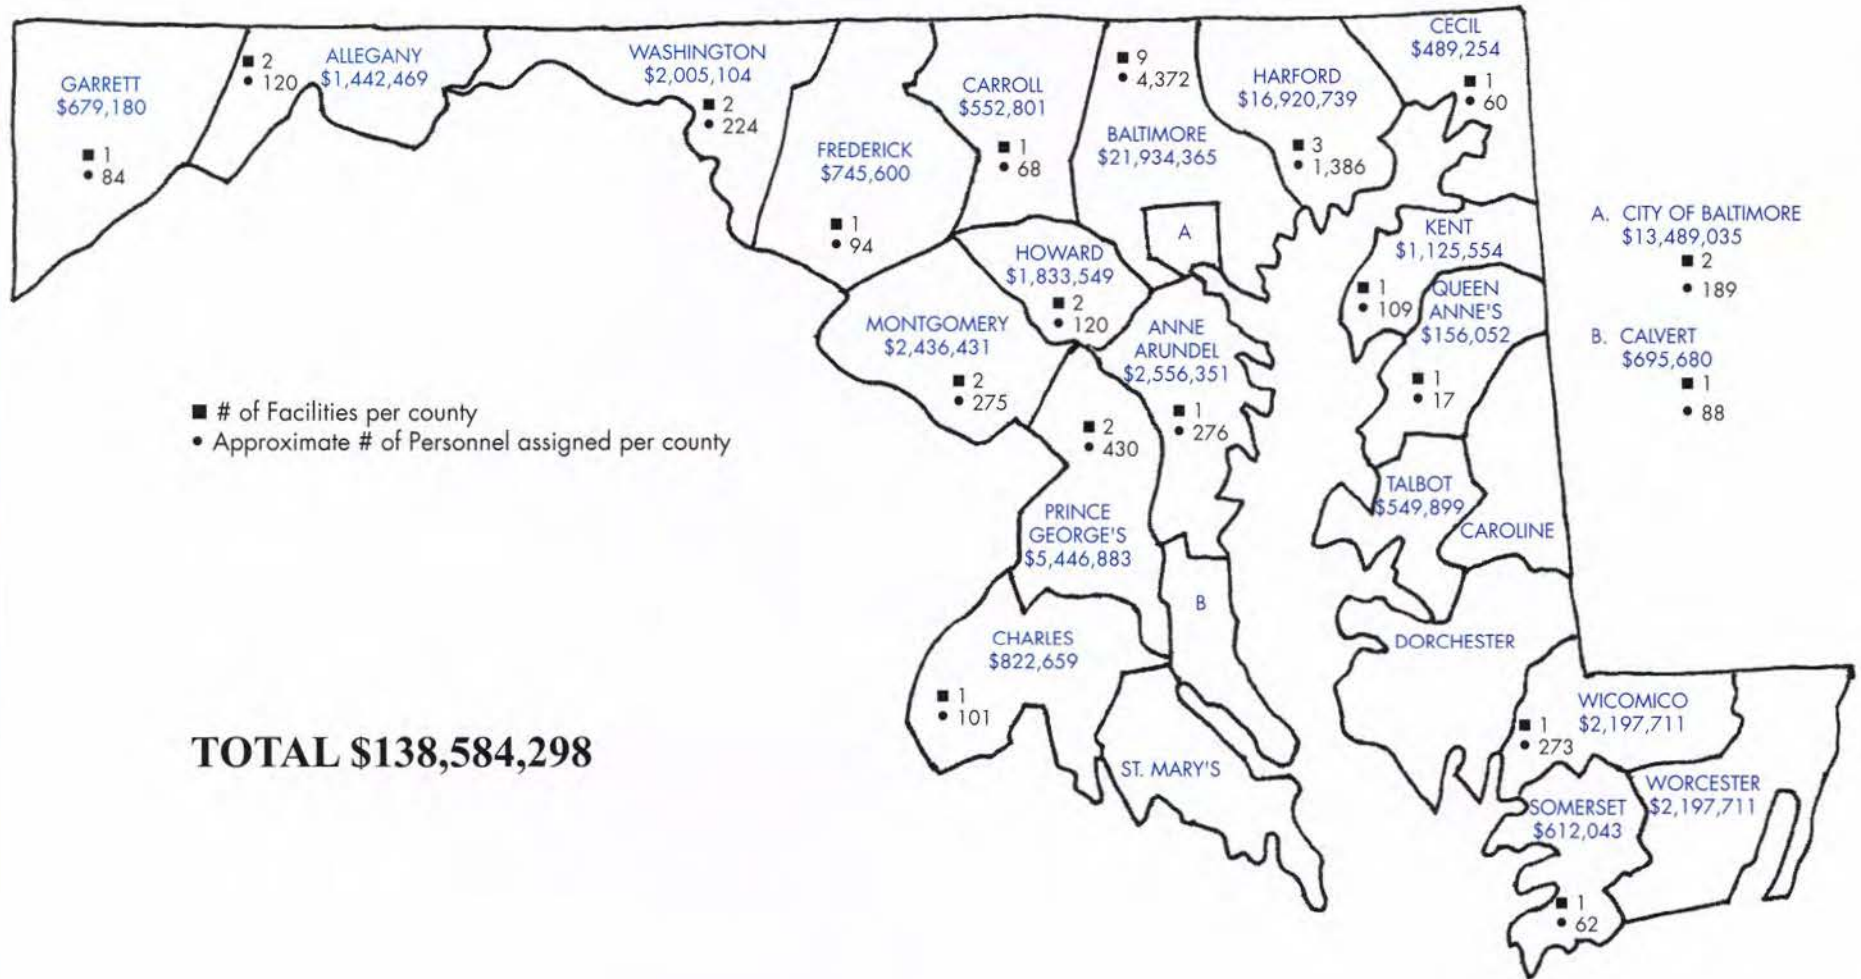 GARRETT
$679,180
■ 1
● 84
■ 2
● 120
ALLEGANY
$1,442,469
WASHINGTON
$2,005,104
■ 2
● 224
FREDERICK
$745,600
■ 1
● 94
CARROLL
$552,801
■ 1
● 68
■ 9
● 4,372
BALTIMORE
$21,934,365
HARFORD
$16,920,739
■ 3
● 1,386
CECIL
$489,254
■ 1
● 60
A
HOWARD
$1,833,549
■ 2
● 120
MONTGOMERY
$2,436,431
■ 2
● 275
ANNE
ARUNDEL
$2,556,351
■ 1
● 276
■ 2
● 430
PRINCE
GEORGE'S
$5,446,883
KENT
$1,125,554
■ 1
● 109
QUEEN
ANNE'S
$156,052
■ 1
● 17
TALBOT
$549,899
CAROLINE
B
CHARLES
$822,659
■ 1
● 101
ST. MARY'S
DORCHESTER
WICOMICO
$2,197,711
■ 1
● 273
WORCESTER
$2,197,711
SOMERSET
$612,043
■ 1
● 62
A. CITY OF BALTIMORE
$13,489,035
■ 2
● 189
B. CALVERT
$695,680
■ 1
● 88
■ # of Facilities per county
● Approximate # of Personnel assigned per county
TOTAL $138,584,298